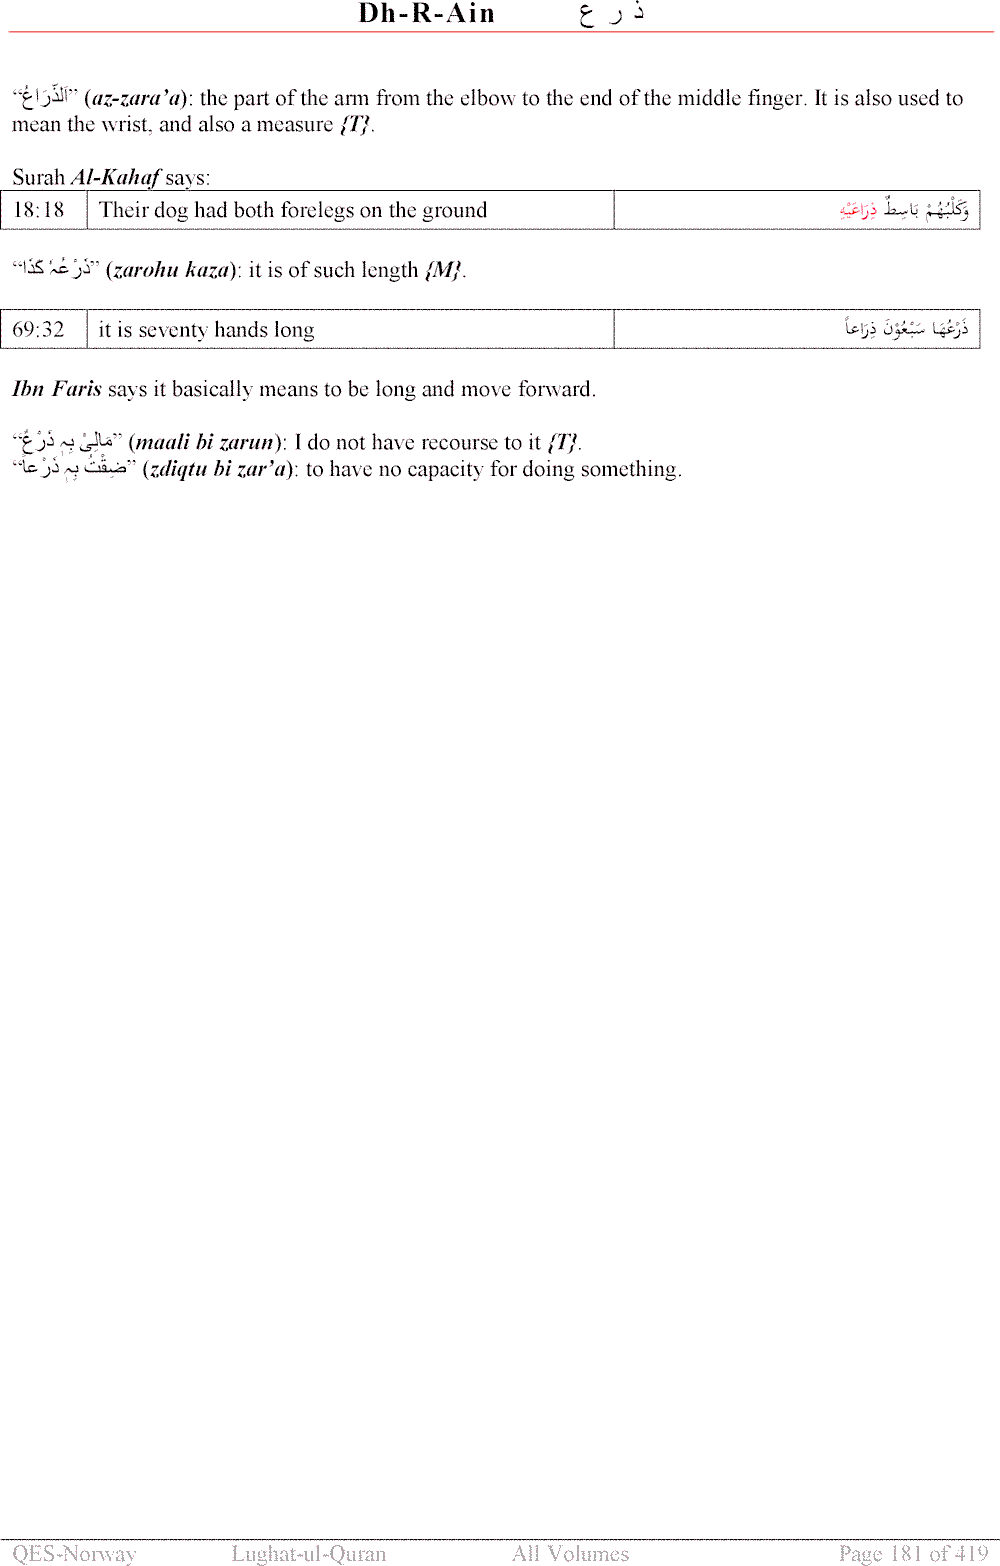 Dh-R-Ain ذ ر ع
“اَلذِّرَاعُ” (az-zara’a): the part of the arm from the elbow to the end of the middle finger. It is also used to
mean the wrist, and also a measure {T}.
Surah Al-Kahaf says:
18:18 Their dog had both forelegs on the ground وَكَلْبُهُمْ بَاسِطٌ ذِرَاعَيْهِ
“ذَرْعُہٗ كَذَا” (zarohu kaza): it is of such length {M}.
69:32 it is seventy hands long ذَرْعُهَا سَبْعُوْنَ ذِرَاعاً
Ibn Faris says it basically means to be long and move forward.
“مَالِیْ بِہٖ ذَرْعٌ” (maali bi zarun): I do not have recourse to it {T}.
“ضِقْتُ بِہٖ ذَرْعاً” (zdiqtu bi zar’a): to have no capacity for doing something.
QES-Norway Lughat-ul-Quran All Volumes Page 181 of 419